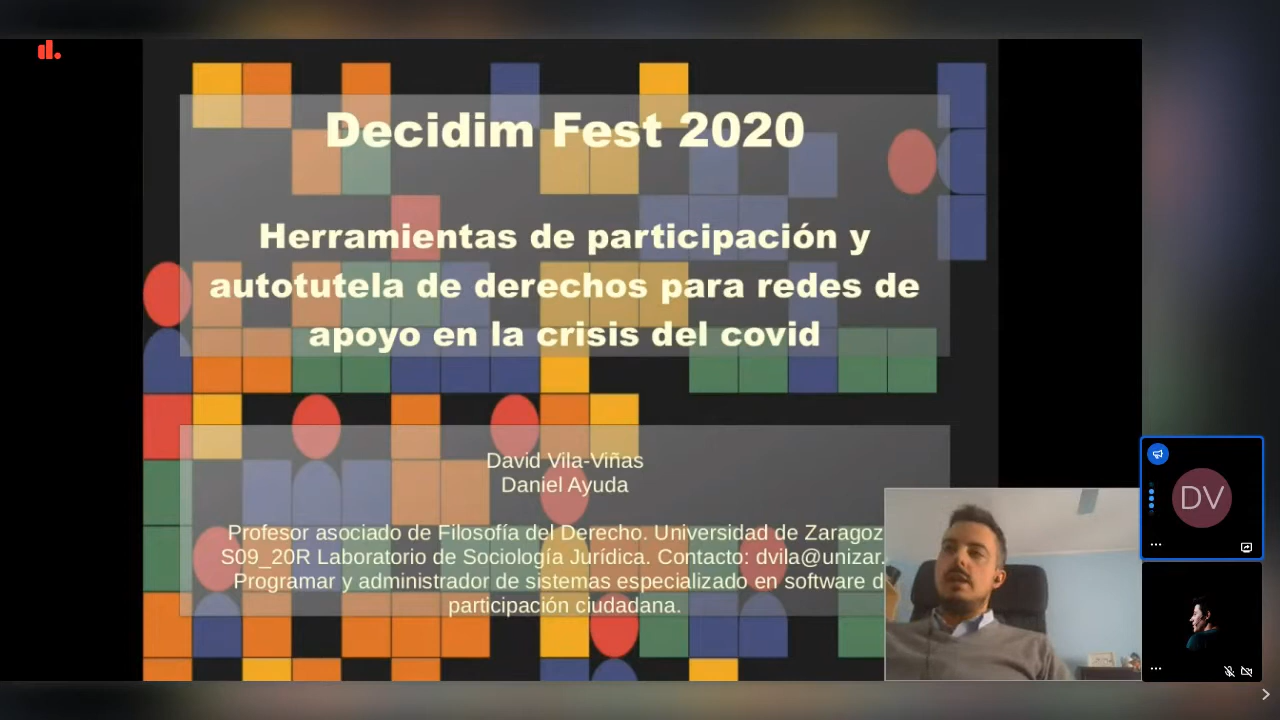 Decidim Fest 2020
Herramientas de participación y
autotutela de derechos para redes de
apoyo en la crisis del covid
David Vila-Viñas
Daniel Ayuda
Profesor asociado de Filosofía del Derecho. Universidad de Zaragoz
S09_20R Laboratorio de Sociología Jurídica. Contacto: dvila@unizar.
Programar y administrador de sistemas especializado en software d
participación ciudadana.
DV